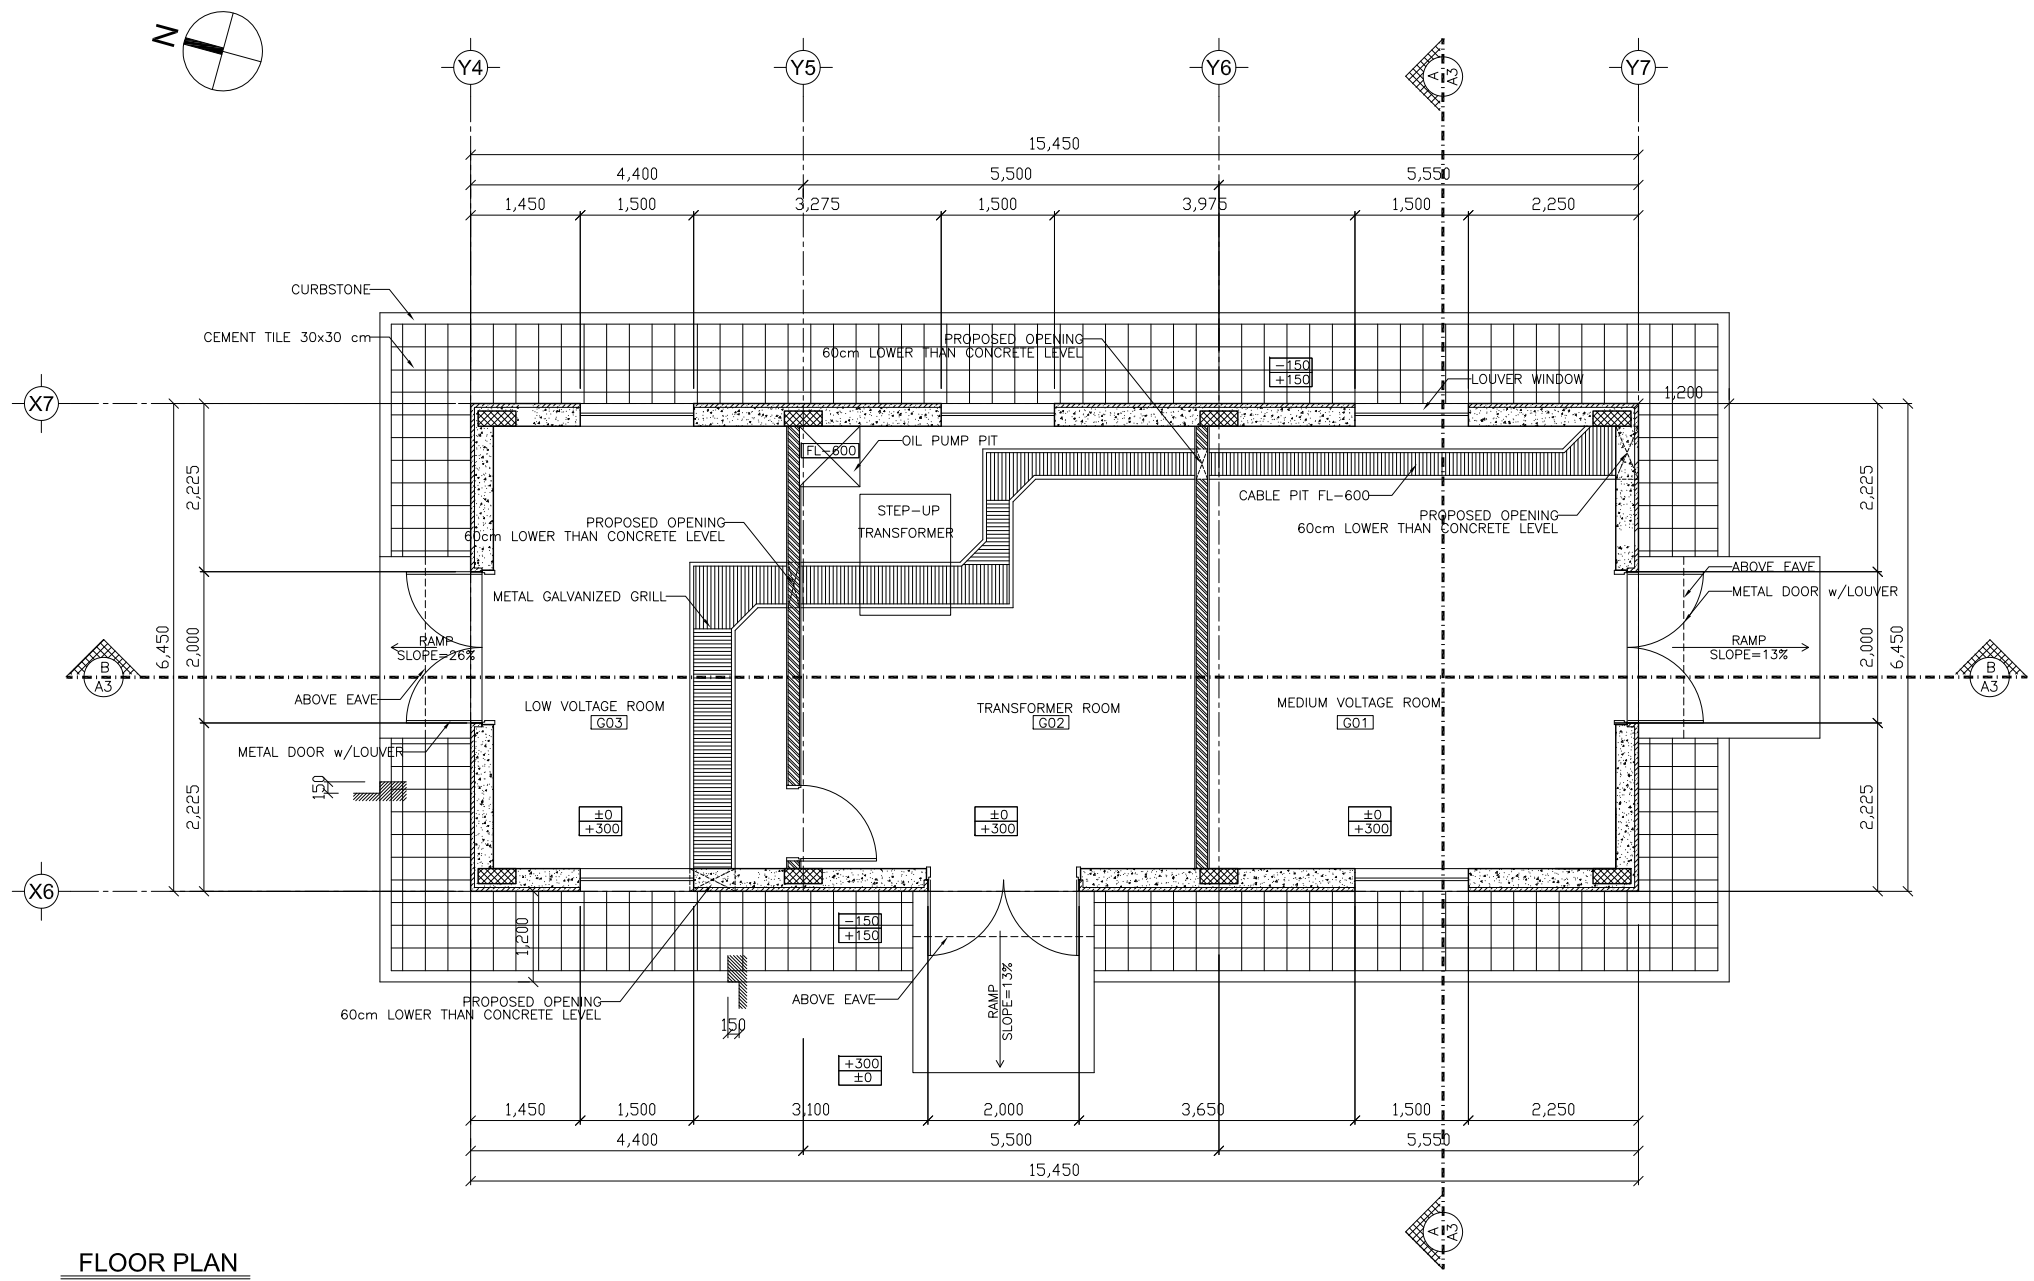 N
Y4
Y5
Y6
Y7
A
A3
15,450
4,400
5,500
5,550
1,450
1,500
3,275
1,500
3,975
1,500
2,250
CURBSTONE
CEMENT TILE 30x30 cm
PROPOSED OPENING
60cm LOWER THAN CONCRETE LEVEL
-150
+150
LOUVER WINDOW
1,200
X7
OIL PUMP PIT
FL-600
CABLE PIT FL-600
STEP-UP
TRANSFORMER
PROPOSED OPENING
60cm LOWER THAN CONCRETE LEVEL
PROPOSED OPENING
60cm LOWER THAN CONCRETE LEVEL
2,225
2,225
ABOVE EAVE
METAL DOOR w/LOUVER
METAL GALVANIZED GRILL
RAMP
SLOPE=26%
RAMP
SLOPE=13%
6,450
2,000
2,000
6,450
B
A3
B
A3
ABOVE EAVE
LOW VOLTAGE ROOM
G03
TRANSFORMER ROOM
G02
MEDIUM VOLTAGE ROOM
G01
METAL DOOR w/LOUVER
150
2,225
2,225
±0
+300
±0
+300
±0
+300
X6
1,200
-150
+150
PROPOSED OPENING
60cm LOWER THAN CONCRETE LEVEL
ABOVE EAVE
RAMP
SLOPE=13%
150
+300
±0
1,450
1,500
3,100
2,000
3,650
1,500
2,250
4,400
5,500
5,550
15,450
A
A3
FLOOR PLAN